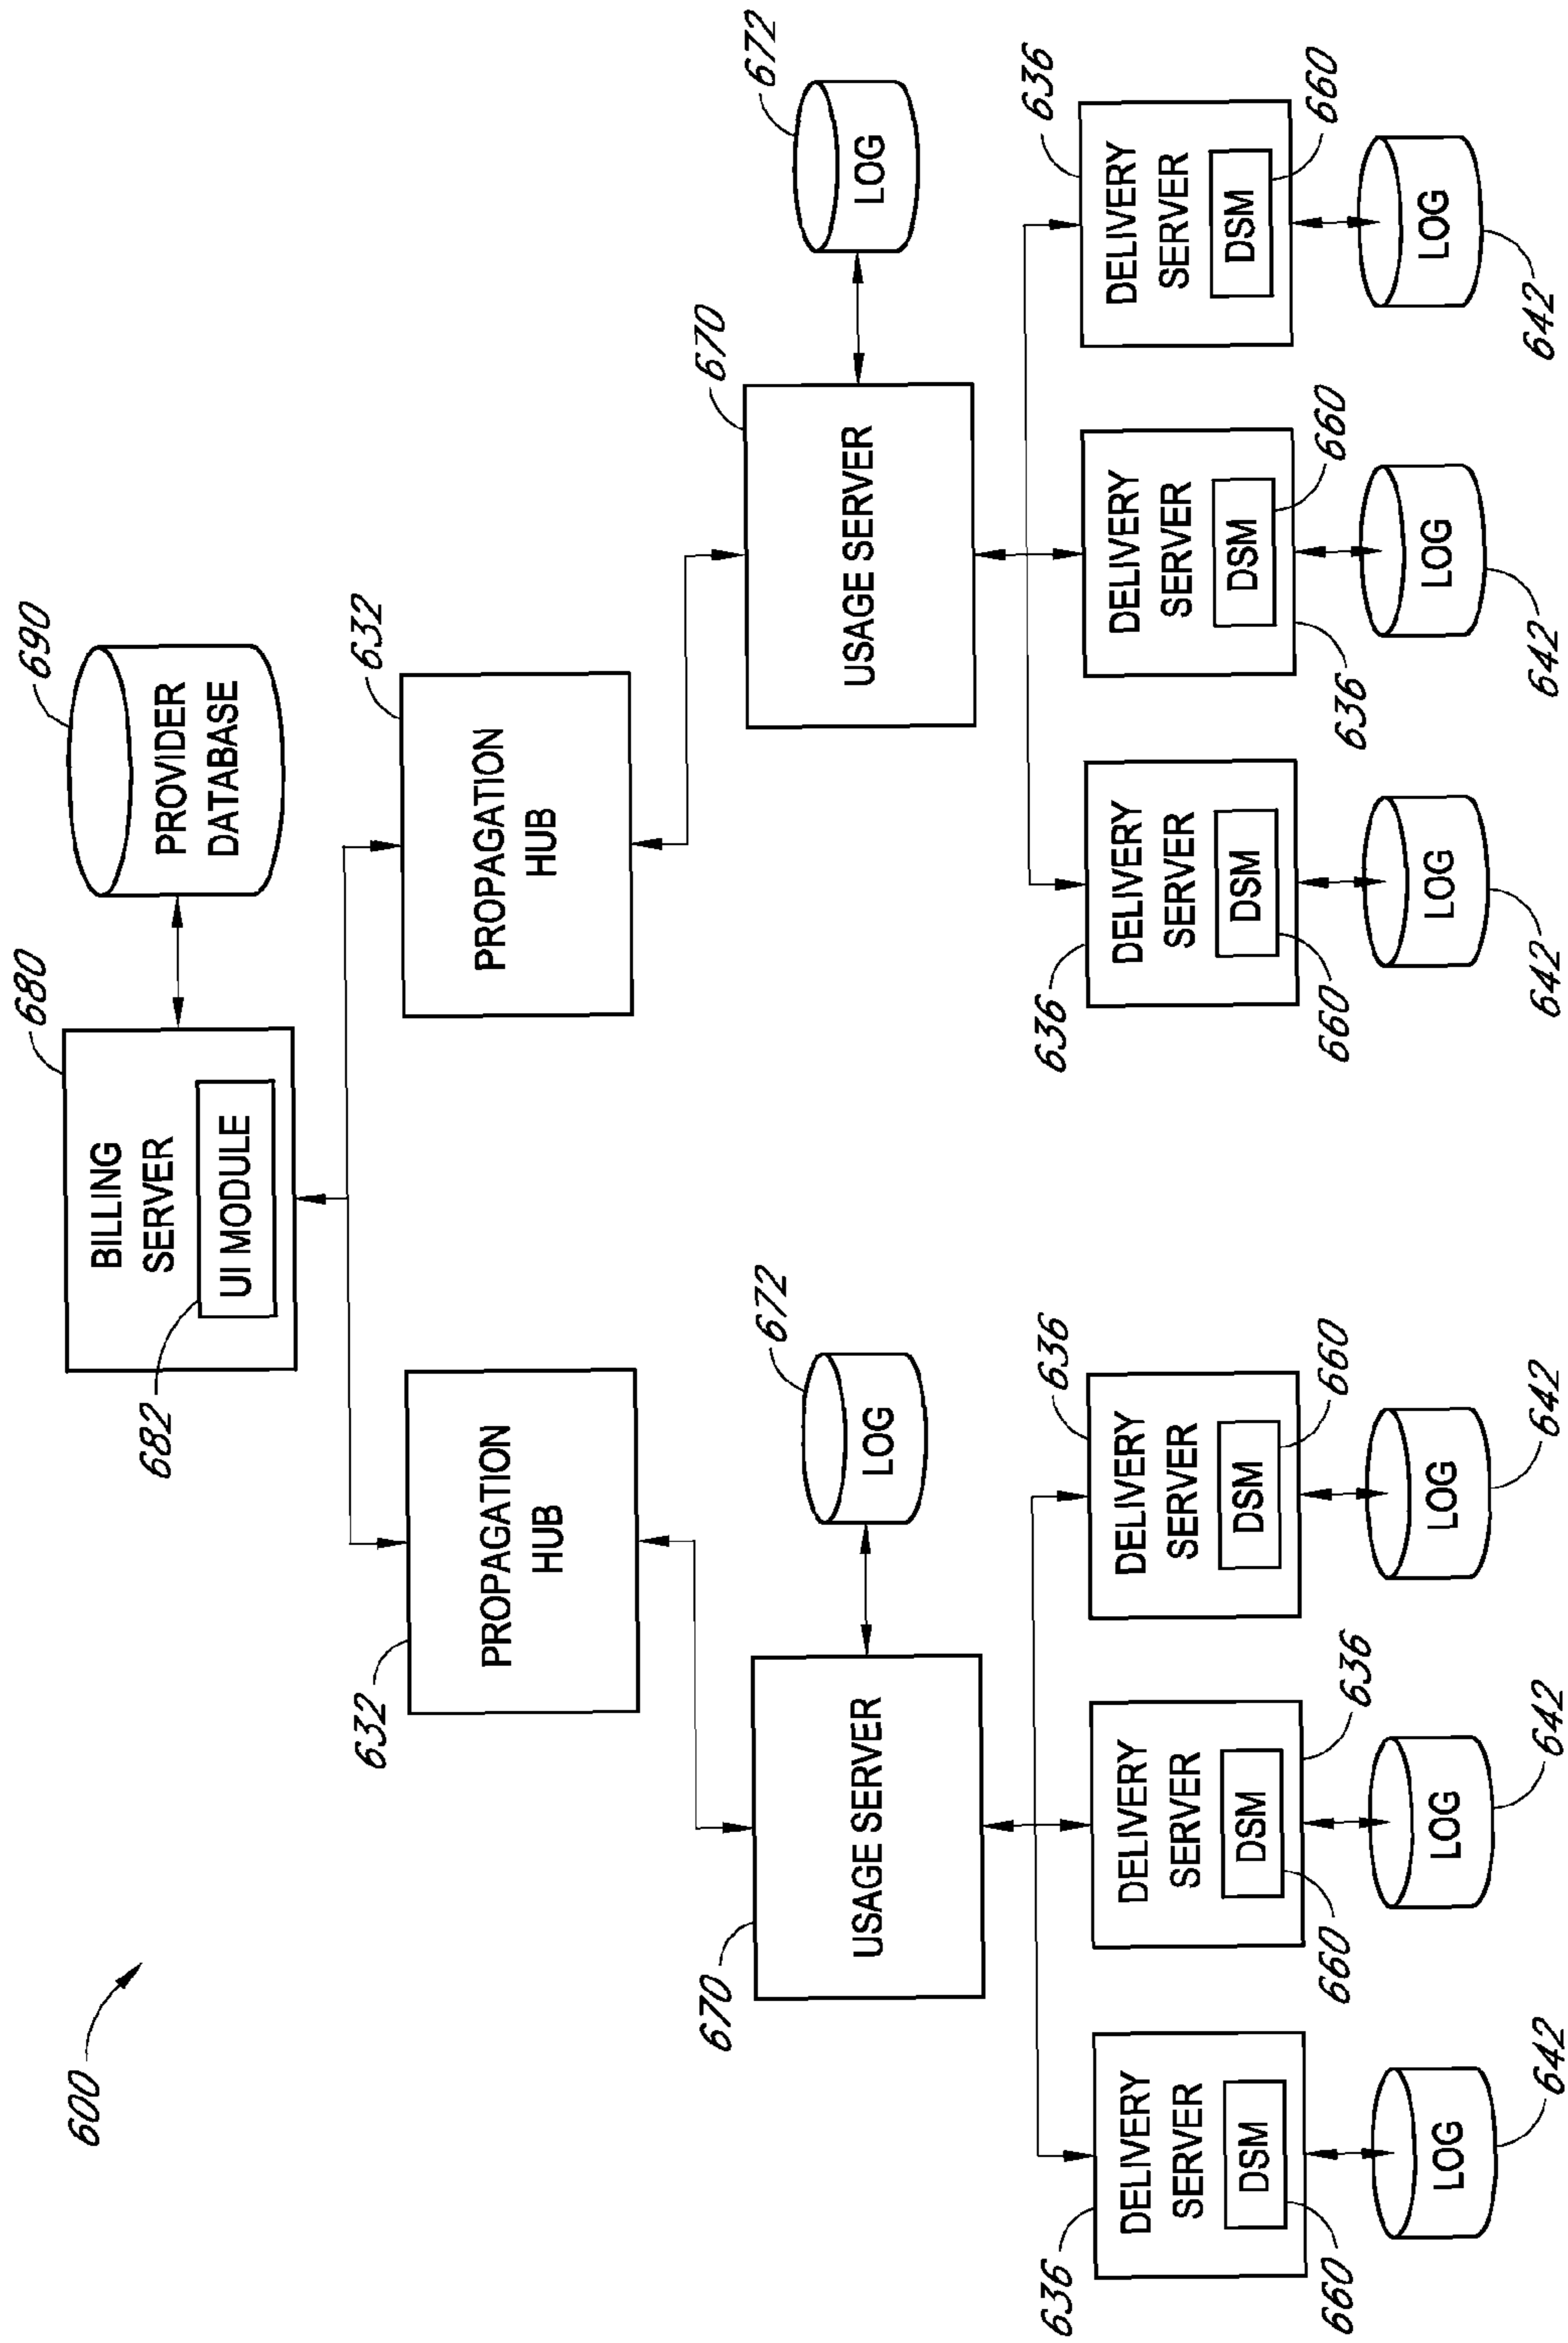 600
680
BILLING
SERVER
UI MODULE
682
690
PROVIDER
DATABASE
632
PROPAGATION
HUB
632
PROPAGATION
HUB
670
USAGE SERVER
672
LOG
670
USAGE SERVER
672
LOG
636
DELIVERY
SERVER
DSM
660
LOG
642
636
DELIVERY
SERVER
DSM
660
LOG
642
636
DELIVERY
SERVER
DSM
660
LOG
642
636
DELIVERY
SERVER
DSM
660
LOG
642
636
DELIVERY
SERVER
DSM
660
LOG
642
636
DELIVERY
SERVER
DSM
660
LOG
642